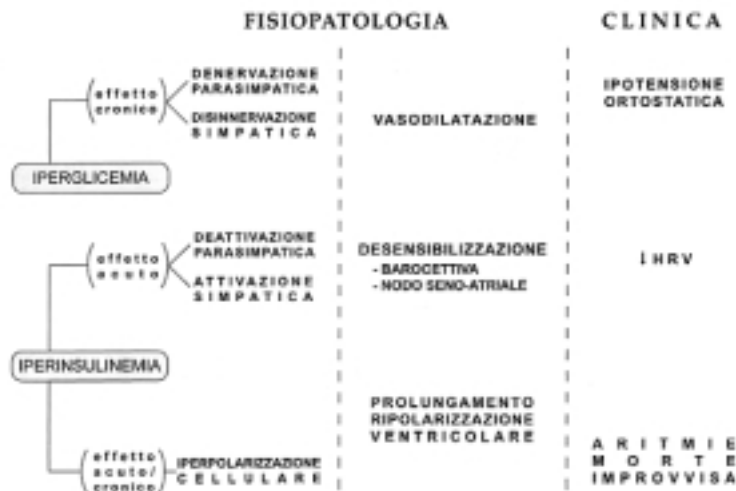 FISIOPATOLOGIA
CLINICA
(effetto
cronico)
DENERVAZIONE
PARASIMPATICA
DISINNERVAZIONE
SIMPATICA
VASODILATAZIONE
IPOTENSIONE
ORTOSTATICA
IPERGLICEMIA
(effetto
acuto)
DEATTIVAZIONE
PARASIMPATICA
ATTIVAZIONE
SIMPATICA
DESENSIBILIZZAZIONE
- BAROCETTIVA
- NODO SENO-ATRIALE
↓HRV
IPERINSULINEMIA
PROLUNGAMENTO
RIPOLARIZZAZIONE
VENTRICOLARE
(effetto
acuto/
cronico)
IPERPOLARIZZAZIONE
CELLULARE
ARITMIE
MORTE
IMPROVVISA